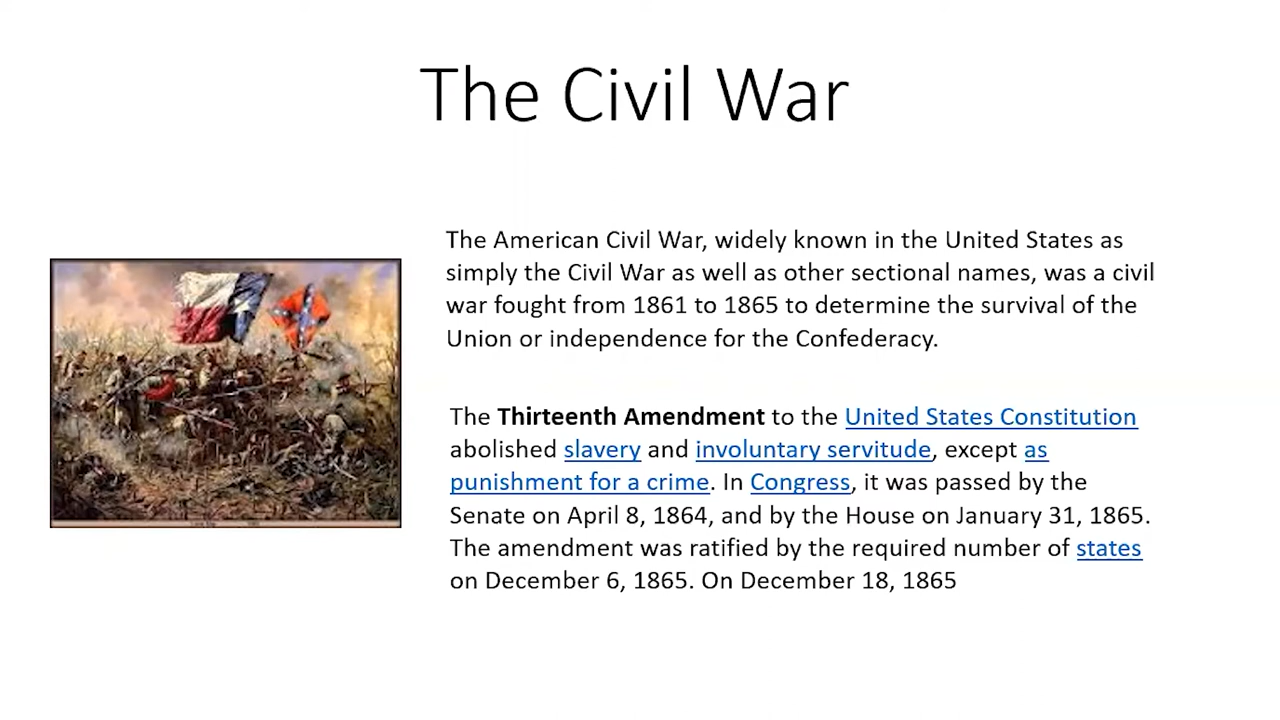 The Civil War
The American Civil War, widely known in the United States as
simply the Civil War as well as other sectional names, was a civil
war fought from 1861 to 1865 to determine the survival of the
Union or independence for the Confederacy.
The Thirteenth Amendment to the United States Constitution
abolished slavery and involuntary servitude, except as
punishment for a crime. In Congress, it was passed by the
Senate on April 8, 1864, and by the House on January 31, 1865.
The amendment was ratified by the required number of states
on December 6, 1865. On December 18, 1865